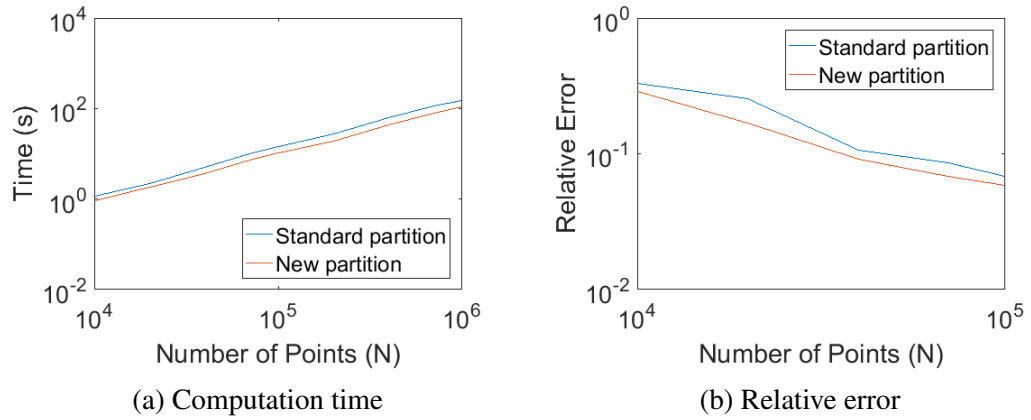 10^4
10^2
10^0
10^-2
Time (s)
Standard partition
New partition
10^4
10^5
10^6
Number of Points (N)
(a) Computation time
10^0
10^-1
10^-2
Relative Error
Standard partition
New partition
10^4
10^5
Number of Points (N)
(b) Relative error